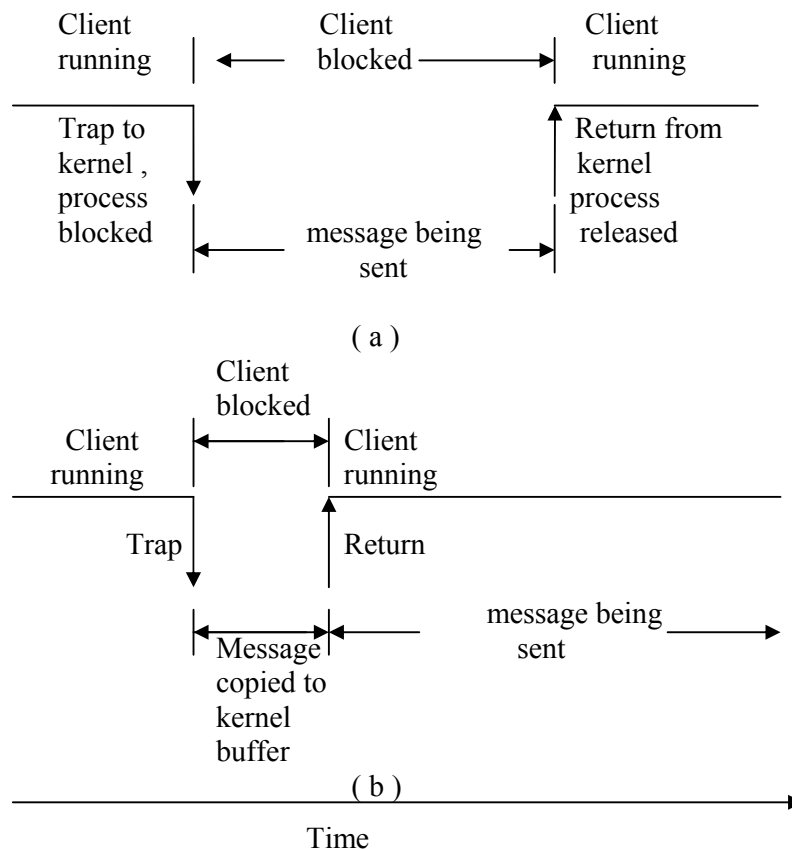 Client running
Client blocked
Client running
Trap to kernel , process blocked
Return from kernel process released
message being sent
( a )
Client blocked
Client running
Client running
Trap
Return
Message copied to kernel buffer
message being sent
( b )
Time